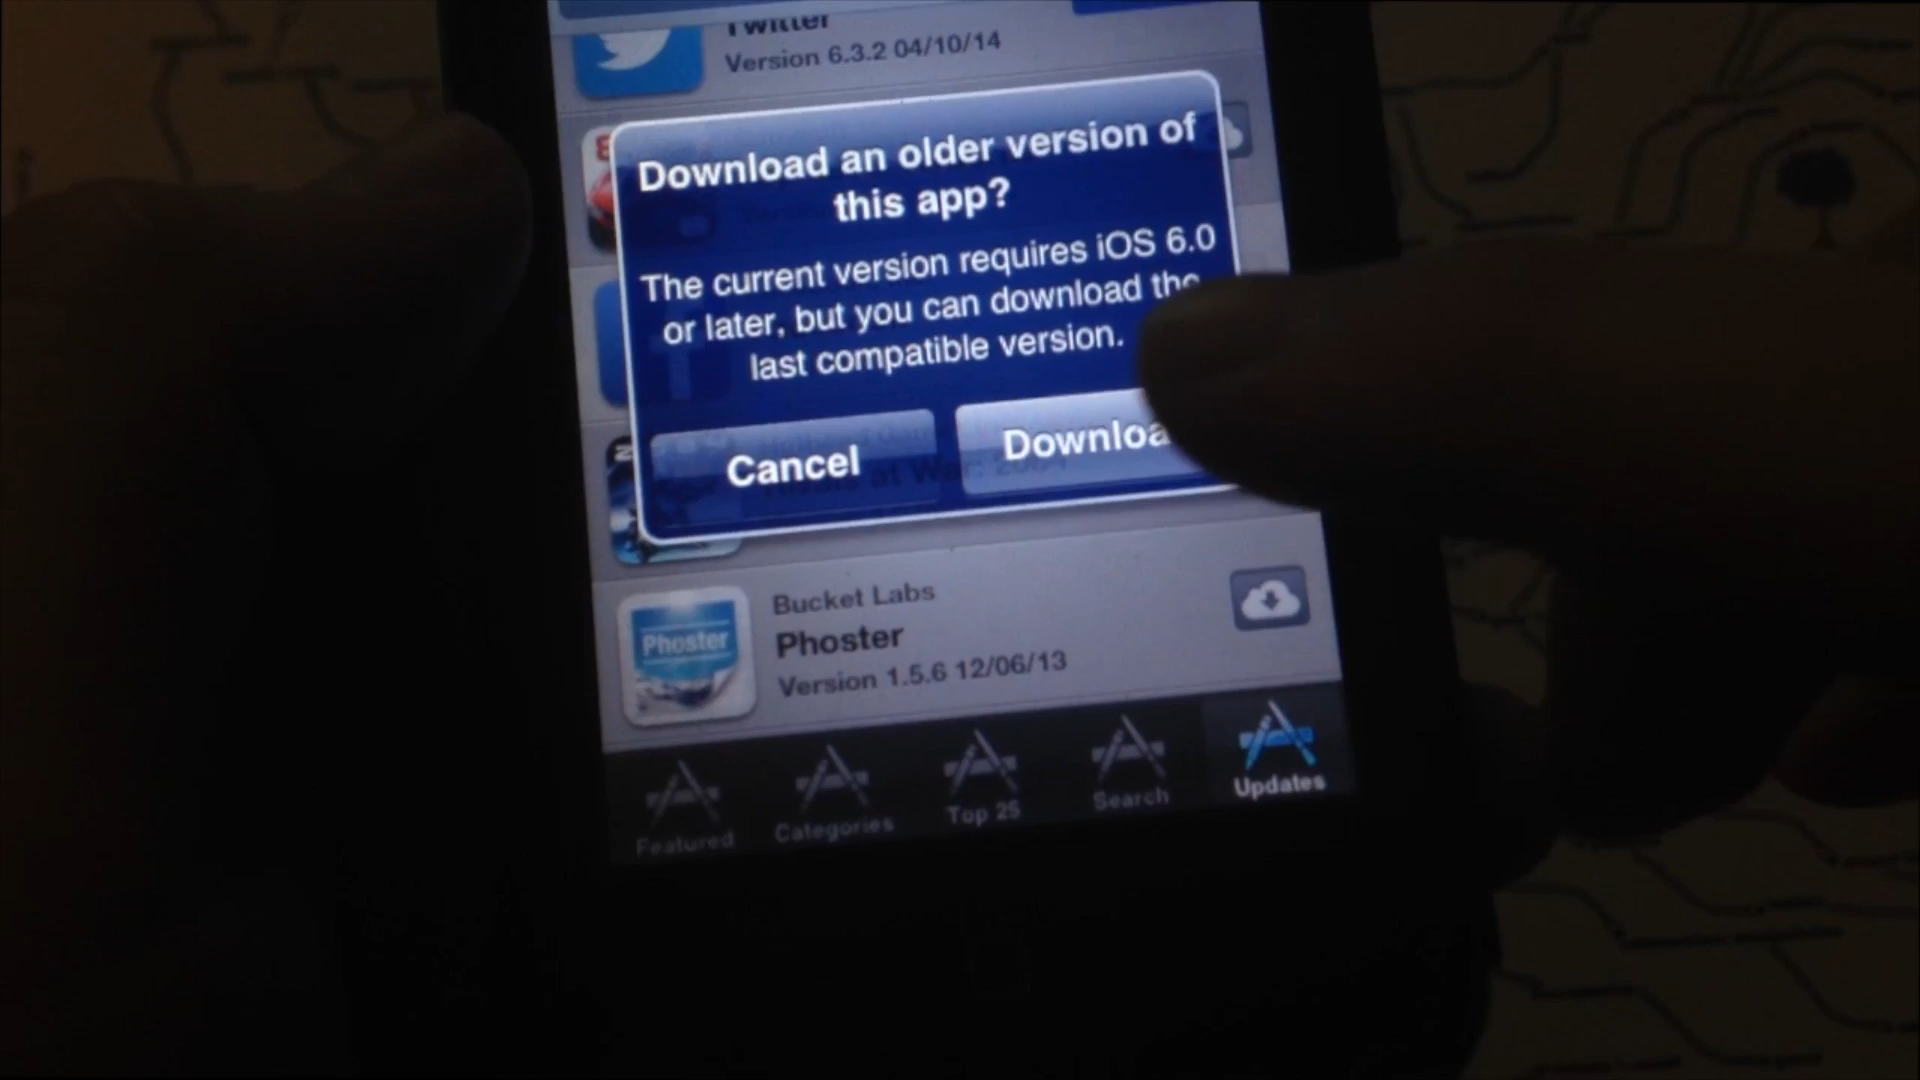 Twitter
Version 6.3.2 04/10/14
Download an older version of
this app?
The current version requires iOS 6.0
or later, but you can download the
last compatible version.
Cancel
Downloa
Bucket Labs
Phoster
Phoster
Version 1.5.6 12/06/13
Featured
Categories
Top 25
Search
Updates